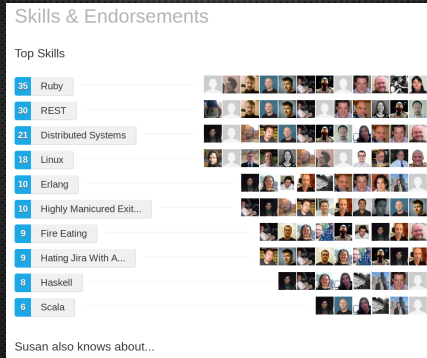 Skills & Endorsements
Top Skills
35 Ruby
30 REST
21 Distributed Systems
18 Linux
10 Erlang
10 Highly Manicured Exit...
9 Fire Eating
9 Hating Jira With A...
8 Haskell
6 Scala
Susan also knows about...